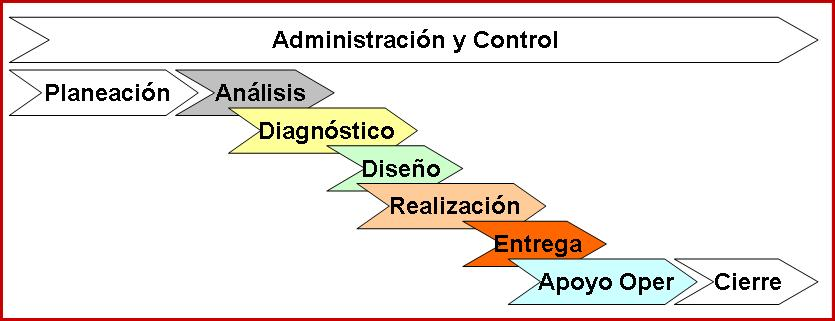 Administración y Control
Planeación
Análisis
Diagnóstico
Diseño
Realización
Entrega
Apoyo Oper
Cierre